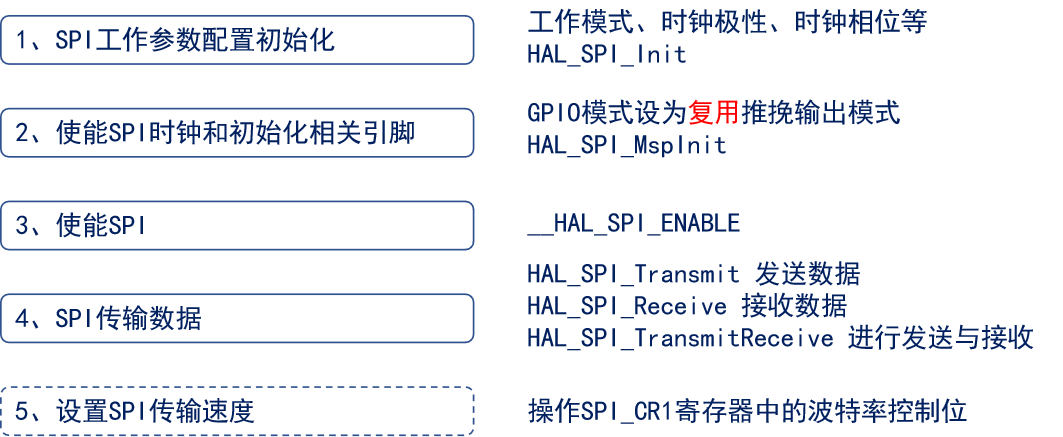 1、SPI工作参数配置初始化
工作模式、时钟极性、时钟相位等
HAL_SPI_Init
2、使能SPI时钟和初始化相关引脚
GPIO模式设为复用推挽输出模式
HAL_SPI_MspInit
3、使能SPI
__HAL_SPI_ENABLE
4、SPI传输数据
HAL_SPI_Transmit 发送数据
HAL_SPI_Receive 接收数据
HAL_SPI_TransmitReceive 进行发送与接收
5、设置SPI传输速度
操作SPI_CR1寄存器中的波特率控制位